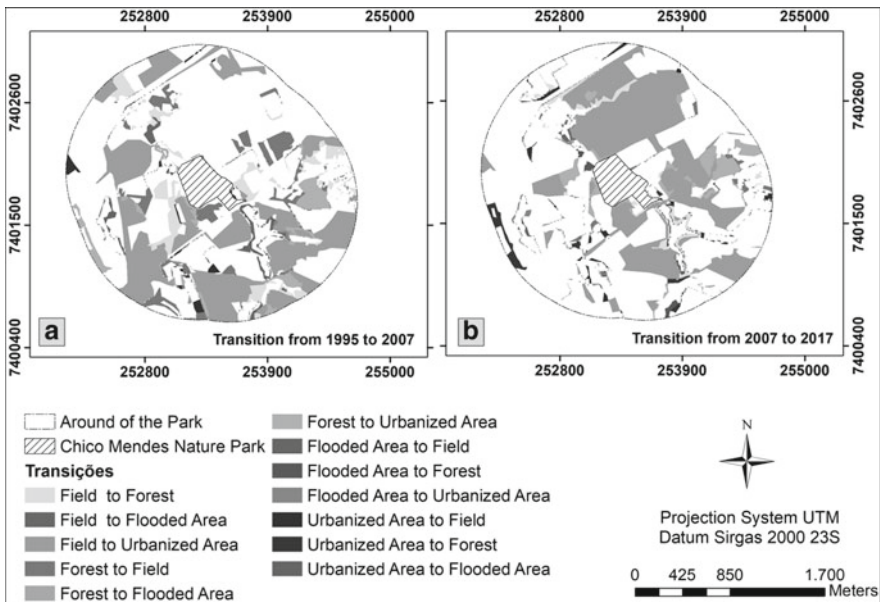 252800 253900 255000
252800 253900 255000
7402600
7401500
7400400
7402600
7401500
7400400
a
Transition from 1995 to 2007
b
Transition from 2007 to 2017
252800 253900 255000
252800 253900 255000
Around of the Park
Chico Mendes Nature Park
Transições
Field to Forest
Field to Flooded Area
Field to Urbanized Area
Forest to Field
Forest to Flooded Area
Forest to Urbanized Area
Flooded Area to Field
Flooded Area to Forest
Flooded Area to Urbanized Area
Urbanized Area to Field
Urbanized Area to Forest
Urbanized Area to Flooded Area
N
Projection System UTM
Datum Sirgas 2000 23S
0 425 850 1.700
Meters